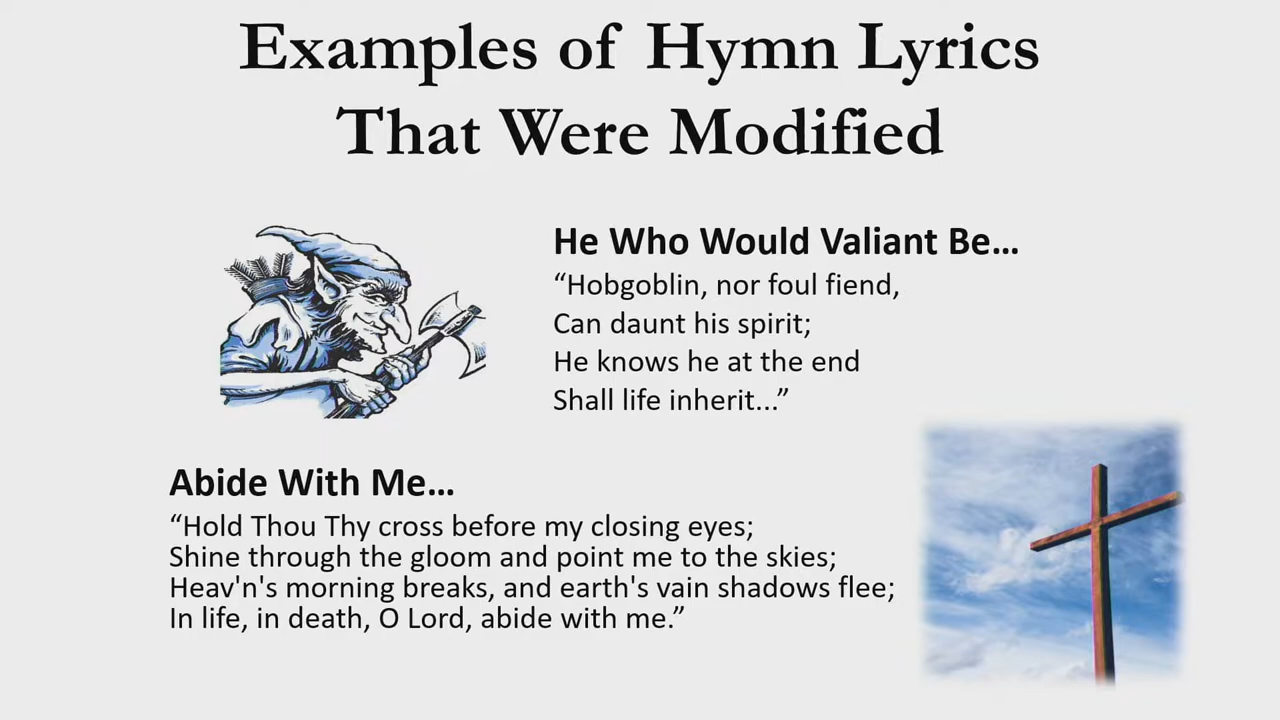 Examples of Hymn Lyrics
That Were Modified
He Who Would Valiant Be...
“Hobgoblin, nor foul fiend,
Can daunt his spirit;
He knows he at the end
Shall life inherit...”
Abide With Me...
“Hold Thou Thy cross before my closing eyes;
Shine through the gloom and point me to the skies;
Heav'n's morning breaks, and earth's vain shadows flee;
In life, in death, O Lord, abide with me.”